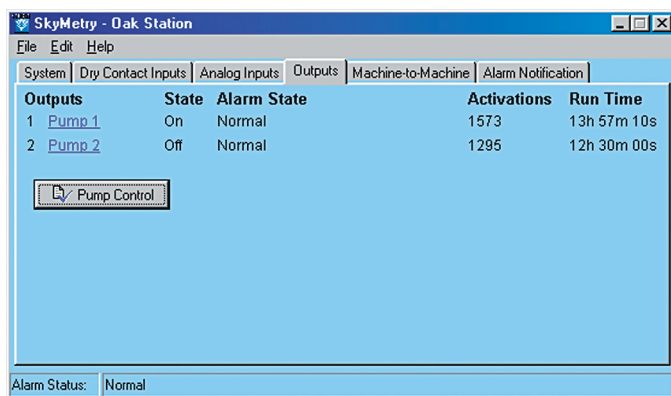 SkyMetry - Oak Station
File Edit Help
System Dry Contact Inputs Analog Inputs Outputs Machine-to-Machine Alarm Notification
Outputs State Alarm State Activations Run Time
1 Pump 1 On Normal 1573 13h 57m 10s
2 Pump 2 Off Normal 1295 12h 30m 00s
Pump Control
Alarm Status: Normal